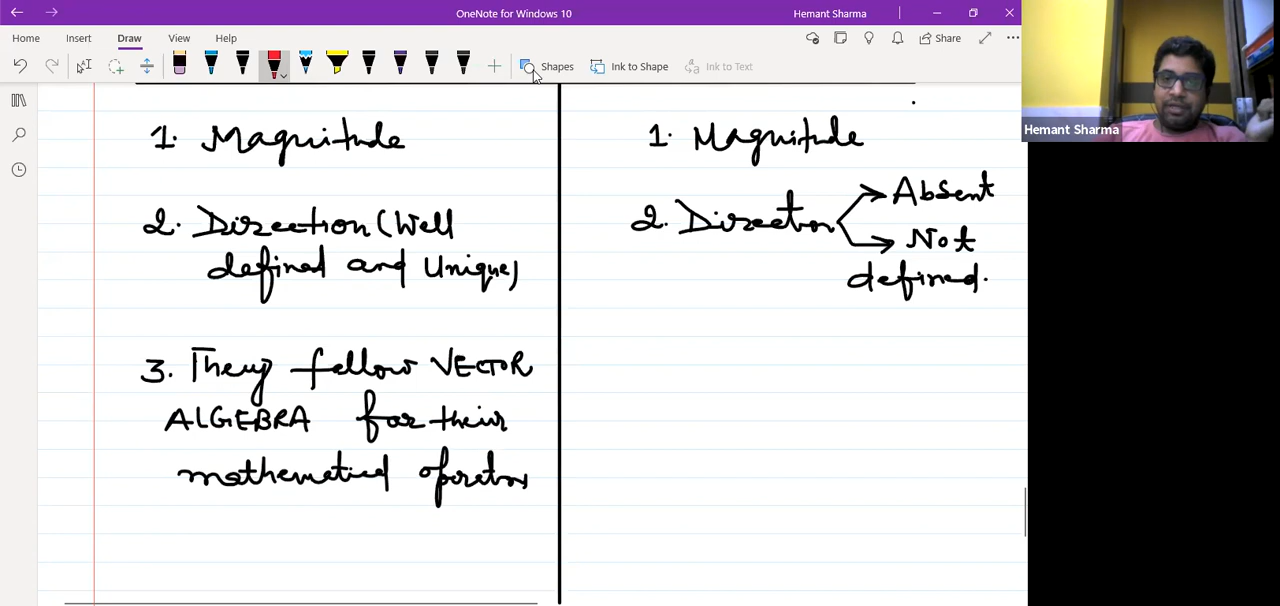 OneNote for Windows 10
Hemant Sharma
Home Insert Draw View Help
Share
Shapes
Ink to Shape
Ink to Text
Hemant Sharma
1. Magnitude
2. Direction (Well
defined and Unique)
3. They follow VECTOR
ALGEBRA for their
mathematical operations
1. Magnitude
2. Direction
Absent
Not
defined.